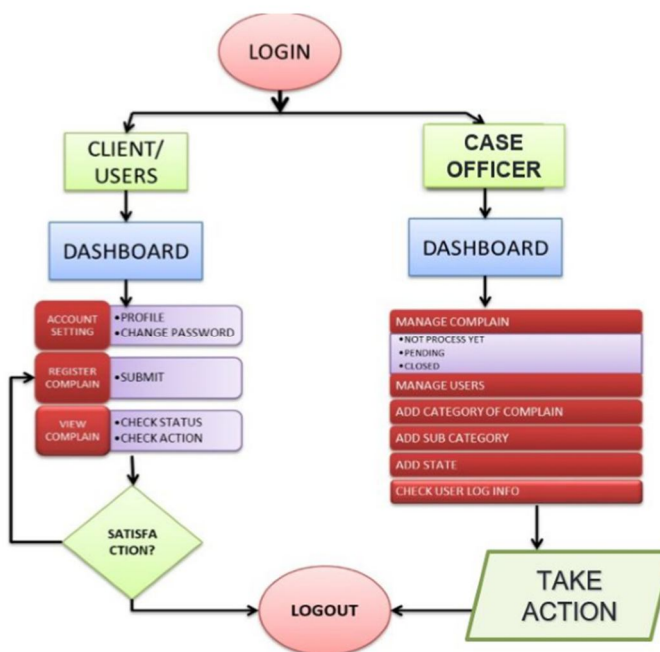 LOGIN
CLIENT/
USERS
CASE
OFFICER
DASHBOARD
DASHBOARD
ACCOUNT
SETTING
•PROFILE
•CHANGE PASSWORD
REGISTER
COMPLAIN
•SUBMIT
VIEW
COMPLAIN
•CHECK STATUS
•CHECK ACTION
SATISFA
CTION?
MANAGE COMPLAIN
•NOT PROCESS YET
•PENDING
•CLOSED
MANAGE USERS
ADD CATEGORY OF COMPLAIN
ADD SUB CATEGORY
ADD STATE
CHECK USER LOG INFO
TAKE
ACTION
LOGOUT